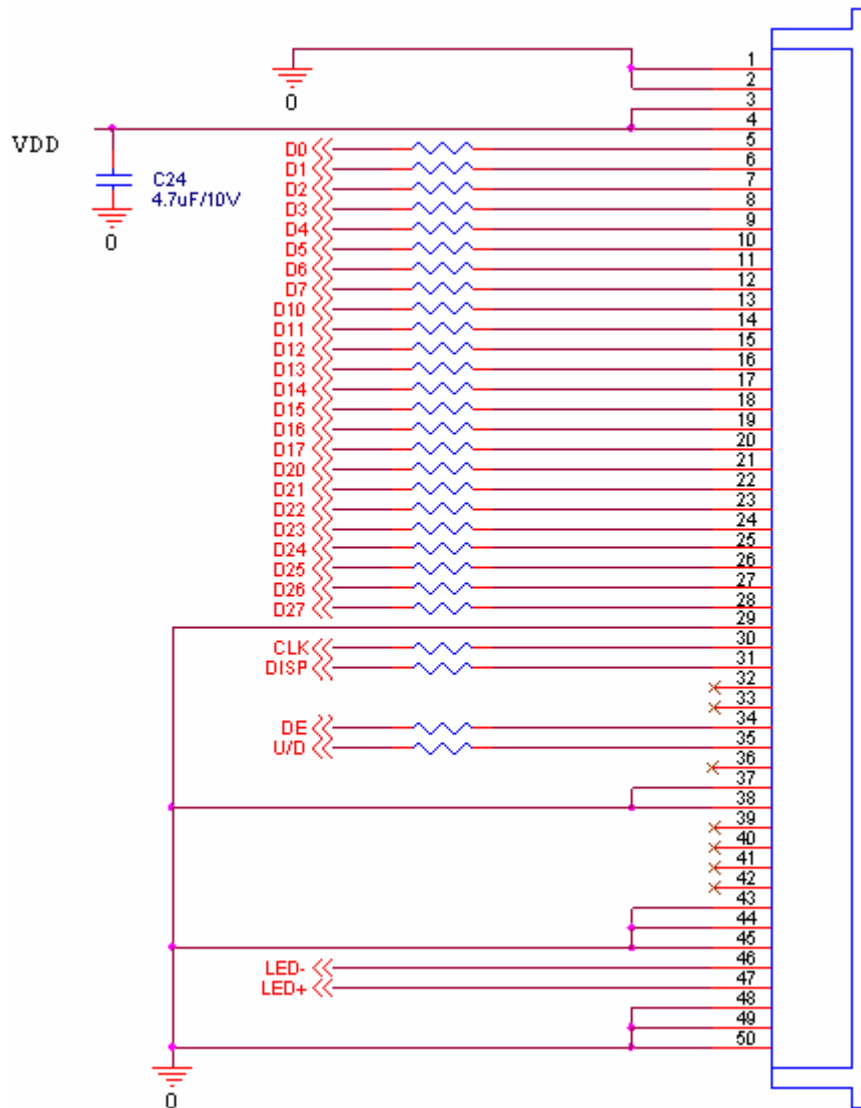 1
2
0
3
VDD
4
C24
4.7uF/10V
0
D0 5
D1 6
D2 7
D3 8
D4 9
D5 10
D6 11
D7 12
D10 13
D11 14
D12 15
D13 16
D14 17
D15 18
D16 19
D17 20
D20 21
D21 22
D22 23
D23 24
D24 25
D25 26
D26 27
D27 28
29
CLK 30
DISP 31
32
33
DE 34
U/D 35
36
37
38
39
40
41
42
43
44
45
LED- 46
LED+ 47
48
49
50
0